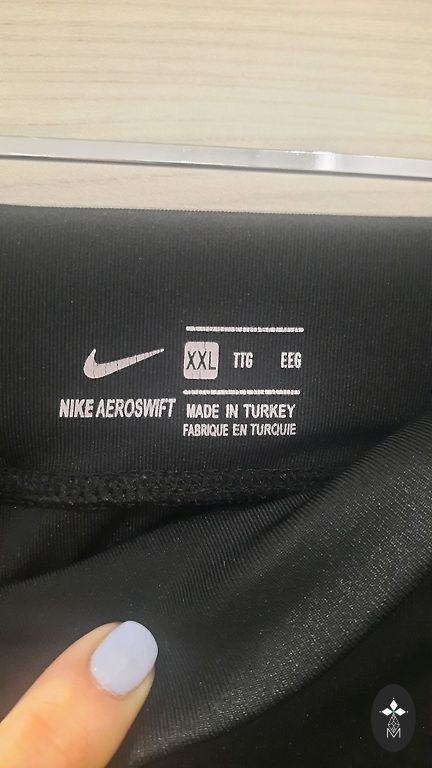 XXL TTG EEG
NIKE AEROSWIFT
MADE IN TURKEY
FABRIQUE EN TURQUIE
M